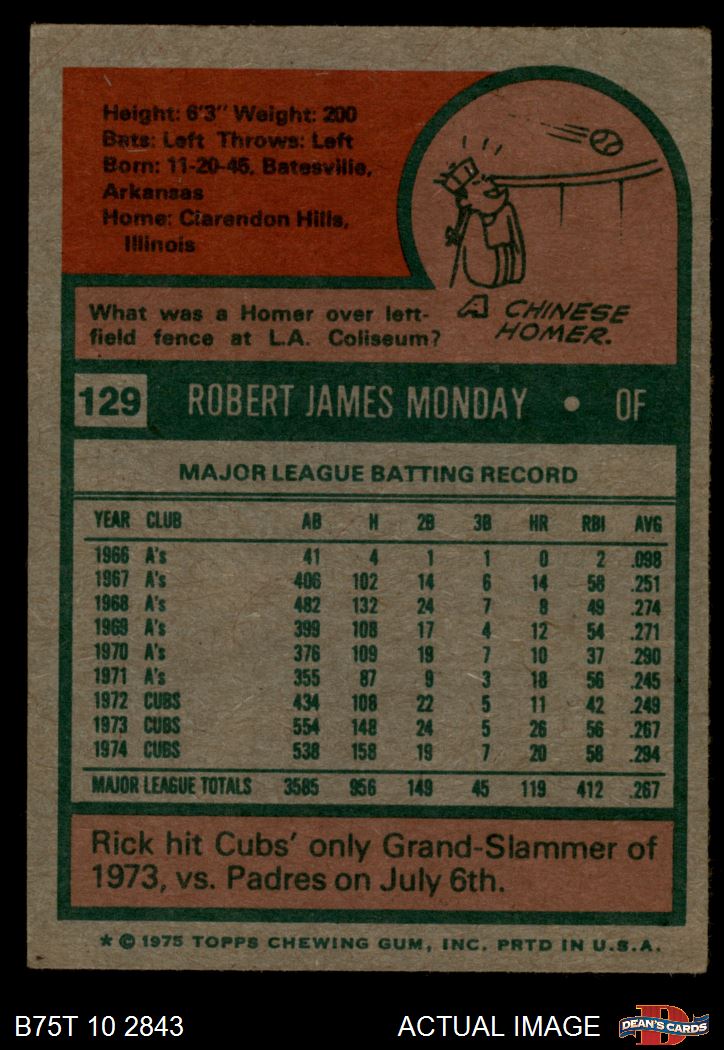 Height: 6'3" Weight: 200
Bats: Left Throws: Left
Born: 11-20-45, Batesville,
Arkansas
Home: Clarendon Hills,
Illinois
What was a Homer over left-
field fence at L.A. Coliseum?
A CHINESE
HOMER.
129 ROBERT JAMES MONDAY • OF
MAJOR LEAGUE BATTING RECORD
YEAR CLUB AB H 2B 3B HR RBI AVG
1966 A's 41 4 1 1 0 2 .098
1967 A's 406 102 14 6 14 58 .251
1968 A's 482 132 24 7 8 49 .274
1969 A's 399 108 17 4 12 54 .271
1970 A's 376 109 19 7 10 37 .290
1971 A's 355 87 9 3 18 56 .245
1972 CUBS 434 108 22 5 11 42 .249
1973 CUBS 554 148 24 5 26 56 .267
1974 CUBS 538 158 19 7 20 58 .294
MAJOR LEAGUE TOTALS 3585 956 149 45 119 412 .267
Rick hit Cubs' only Grand-Slammer of
1973, vs. Padres on July 6th.
* © 1975 TOPPS CHEWING GUM, INC. PRTD IN U.S.A.
B75T 10 2843 ACTUAL IMAGE D DEAN'S CARDS